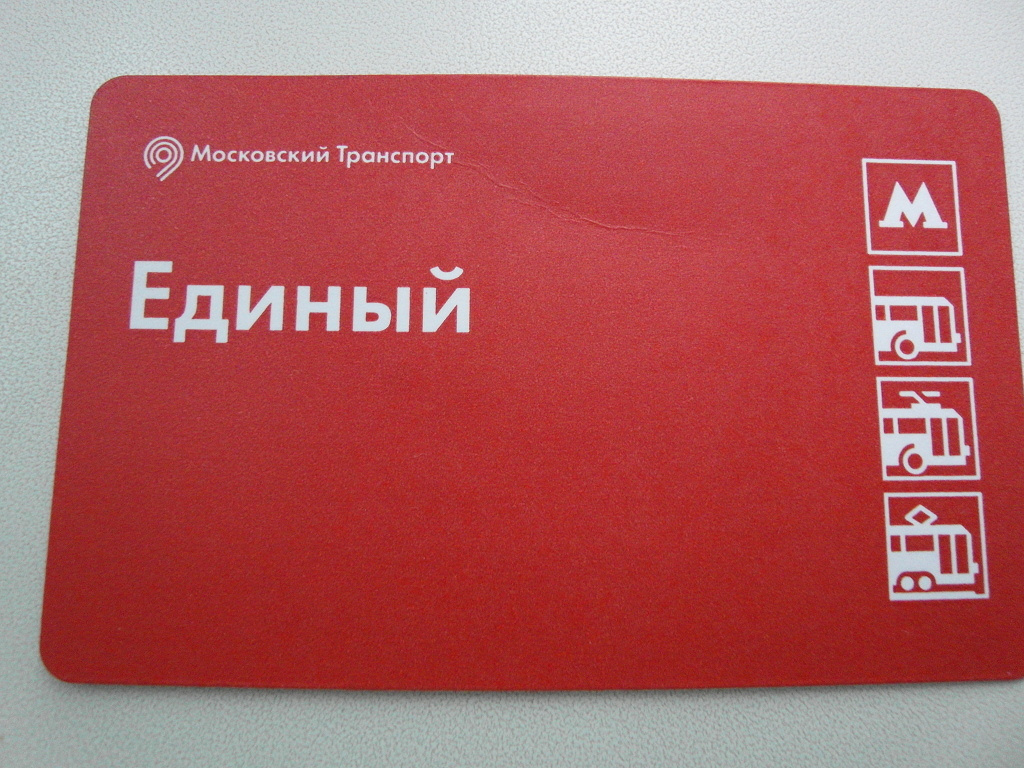 Московский Транспорт
Единый
М